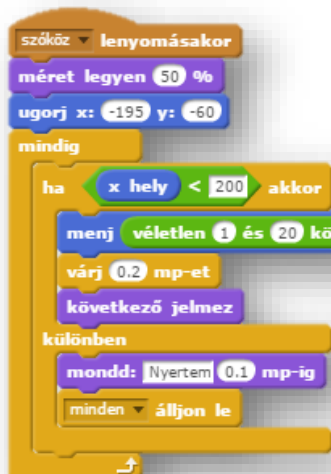 szóköz lenyomásakor
méret legyen 50 %
ugorj x: -195 y: -60
mindig
ha x hely < 200 akkor
menj véletlen 1 és 20 kö
várj 0.2 mp-et
következő jelmez
különben
mondd: Nyertem 0.1 mp-ig
minden álljon le